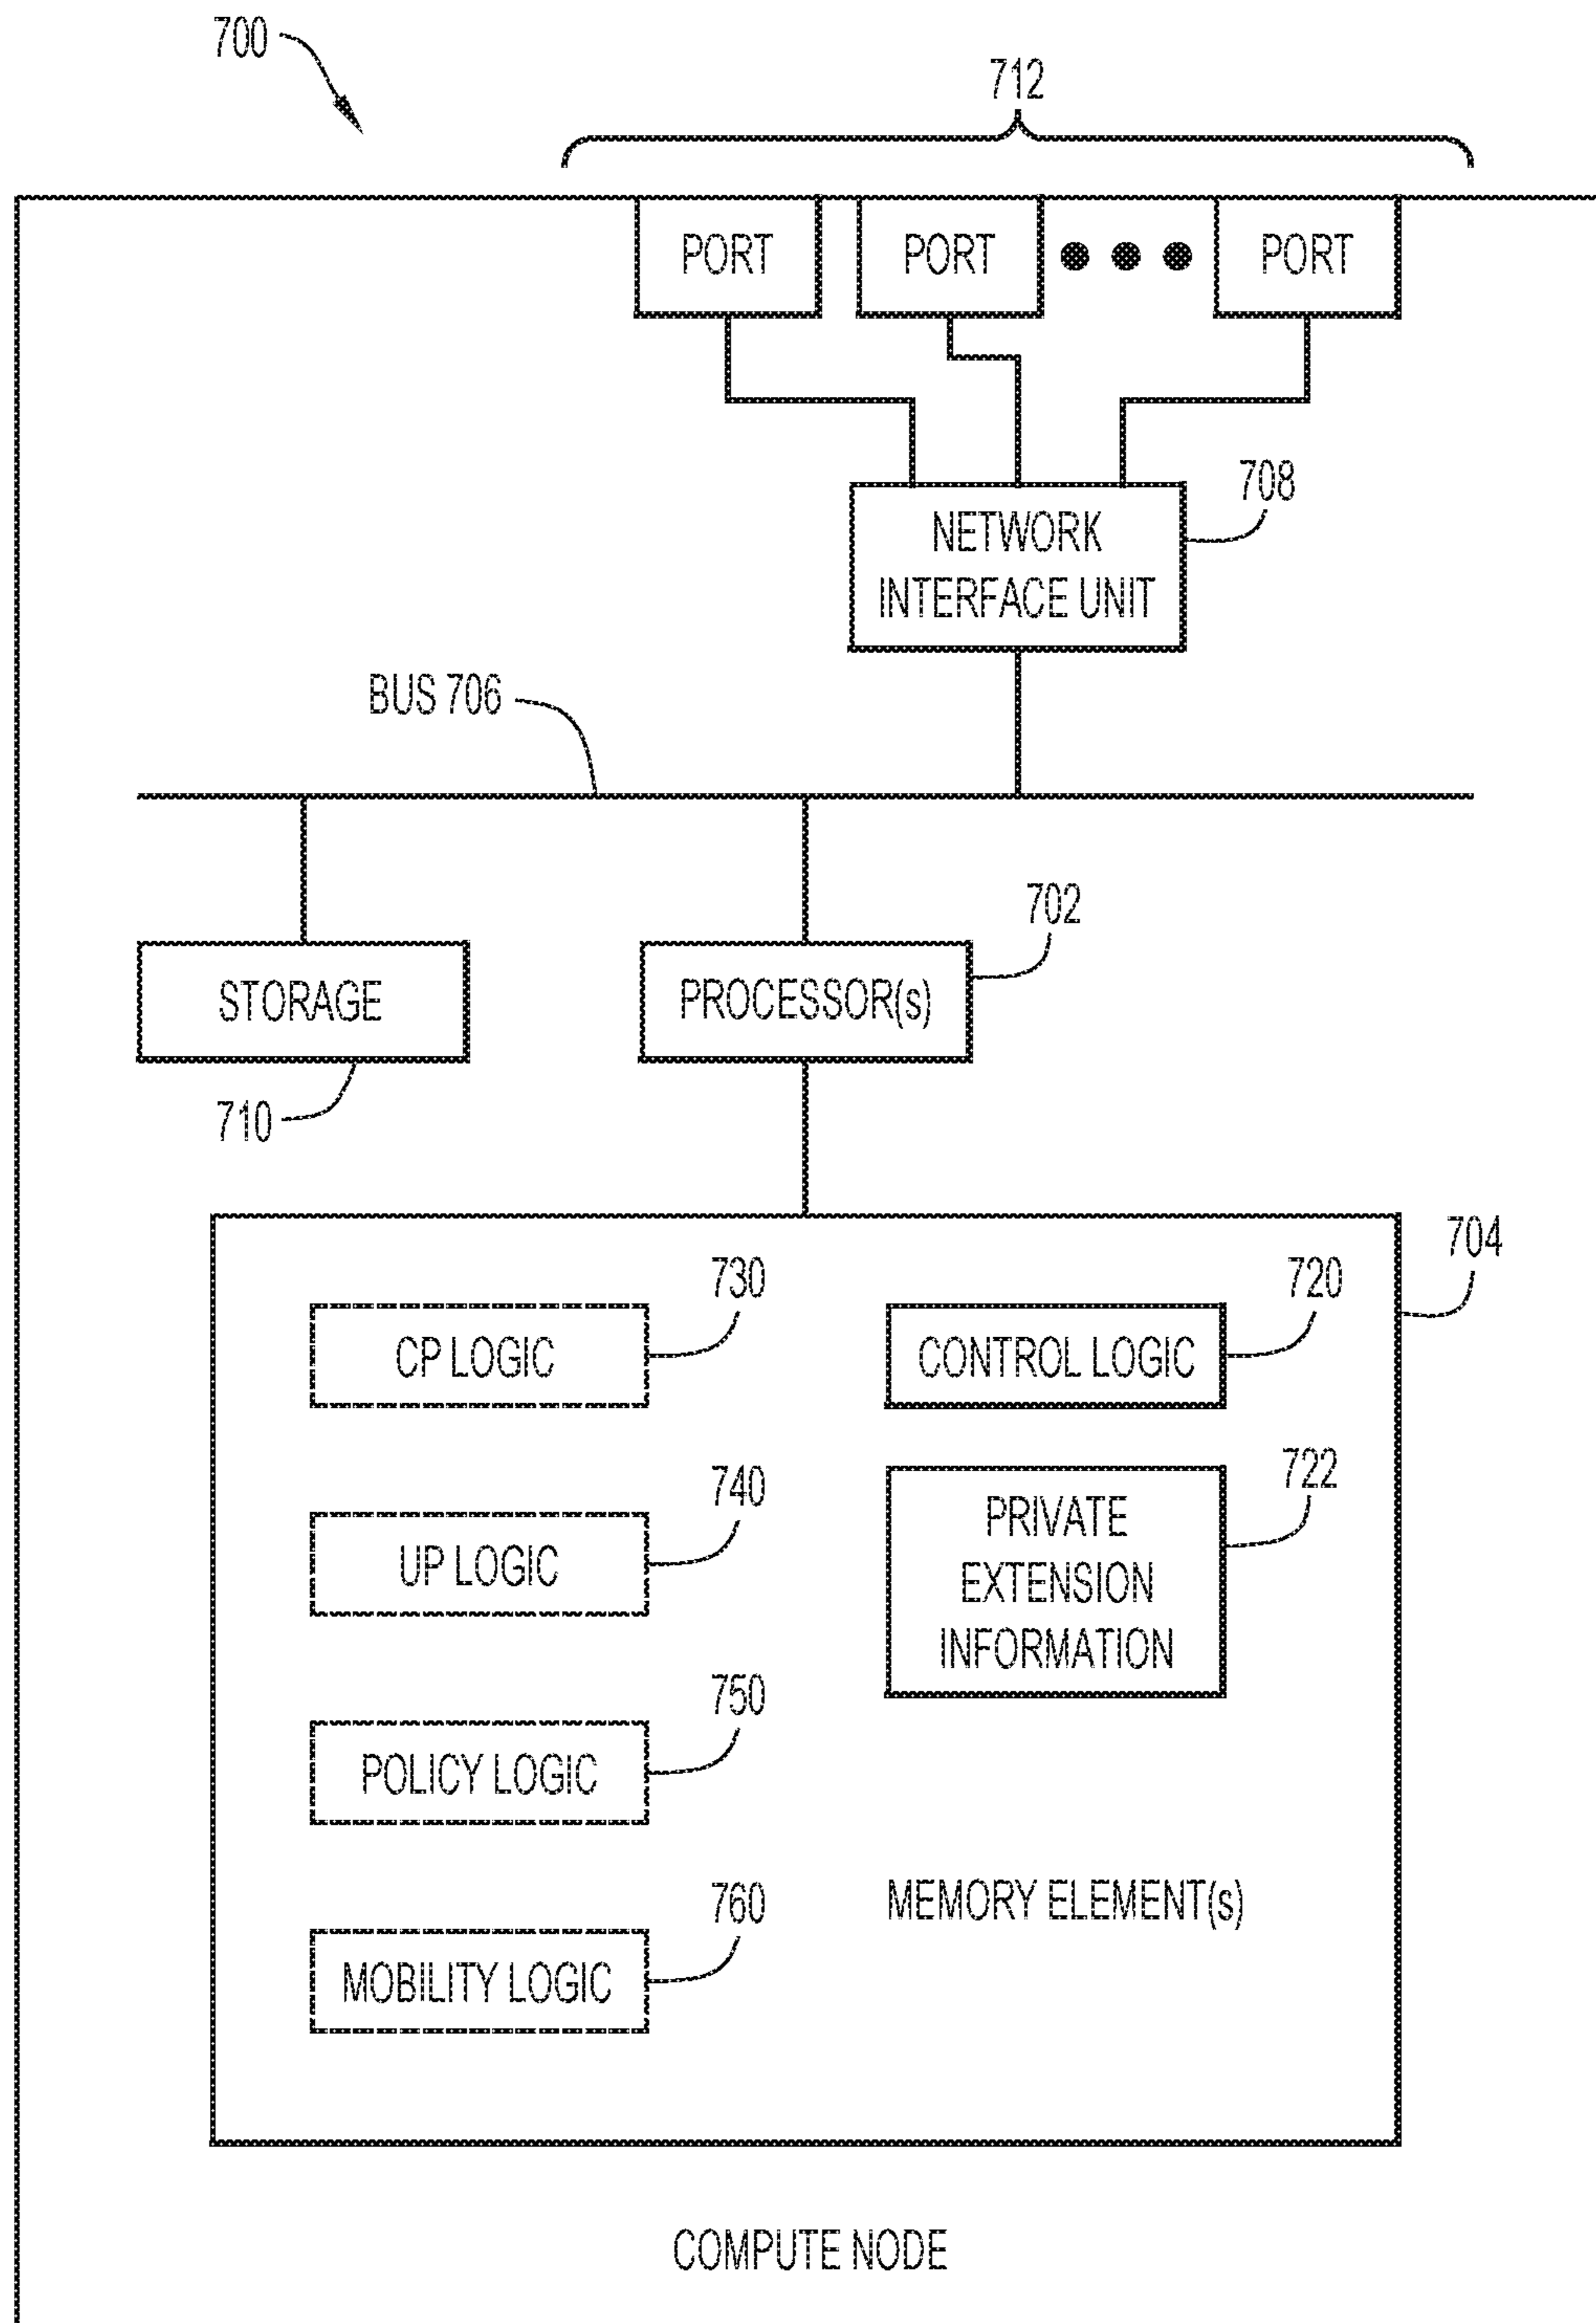 700
712
PORT
PORT
PORT
708
NETWORK
INTERFACE UNIT
BUS 706
702
STORAGE
PROCESSOR(s)
710
704
730
720
CP LOGIC
CONTROL LOGIC
740
722
UP LOGIC
PRIVATE
EXTENSION
INFORMATION
750
POLICY LOGIC
760
MEMORY ELEMENT(s)
MOBILITY LOGIC
COMPUTE NODE